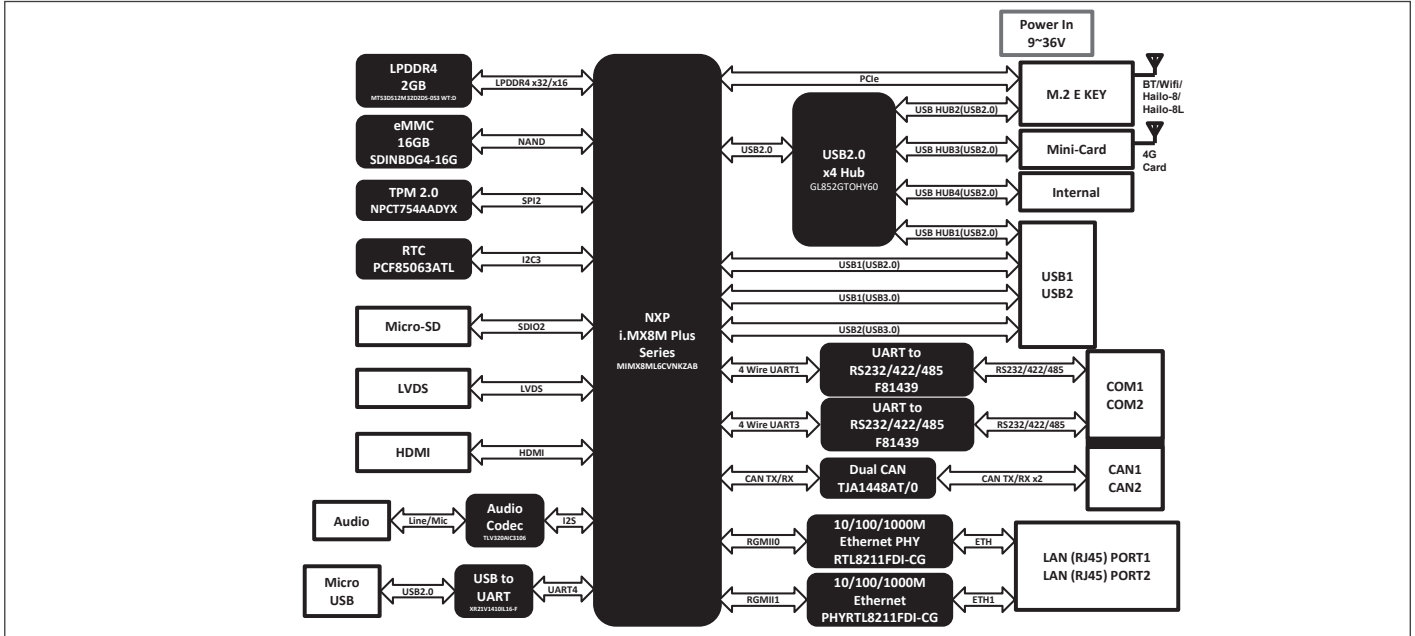 Power In
9~36V
LPDDR4
2GB
MT53D512M32D2DS-053 WT:D
LPDDR4 x32/x16
eMMC
16GB
SDINBDG4-16G
NAND
TPM 2.0
NPCT754AADYX
SPI2
RTC
PCF85063ATL
I2C3
Micro-SD
SDIO2
LVDS
LVDS
HDMI
HDMI
Audio
Line/Mic
Audio
Codec
TLV320AIC3106
I2S
Micro
USB
USB2.0
USB to
UART
XR21V1410IL16-F
UART4
NXP
i.MX8M Plus
Series
MIMX8ML6CVNKZAB
PCIe
M.2 E KEY
BT/Wifi/
Hailo-8/
Hailo-8L
USB2.0
USB2.0
x4 Hub
GL852GTOHY60
USB HUB2(USB2.0)
USB HUB3(USB2.0)
Mini-Card
4G
Card
USB HUB4(USB2.0)
Internal
USB HUB1(USB2.0)
USB1(USB2.0)
USB1(USB3.0)
USB2(USB3.0)
USB1
USB2
4 Wire UART1
UART to
RS232/422/485
F81439
RS232/422/485
4 Wire UART3
UART to
RS232/422/485
F81439
RS232/422/485
COM1
COM2
CAN TX/RX
Dual CAN
TJA1448AT/0
CAN TX/RX x2
CAN1
CAN2
RGMII0
10/100/1000M
Ethernet PHY
RTL8211FDI-CG
ETH
RGMII1
10/100/1000M
Ethernet
PHYRTL8211FDI-CG
ETH1
LAN (RJ45) PORT1
LAN (RJ45) PORT2